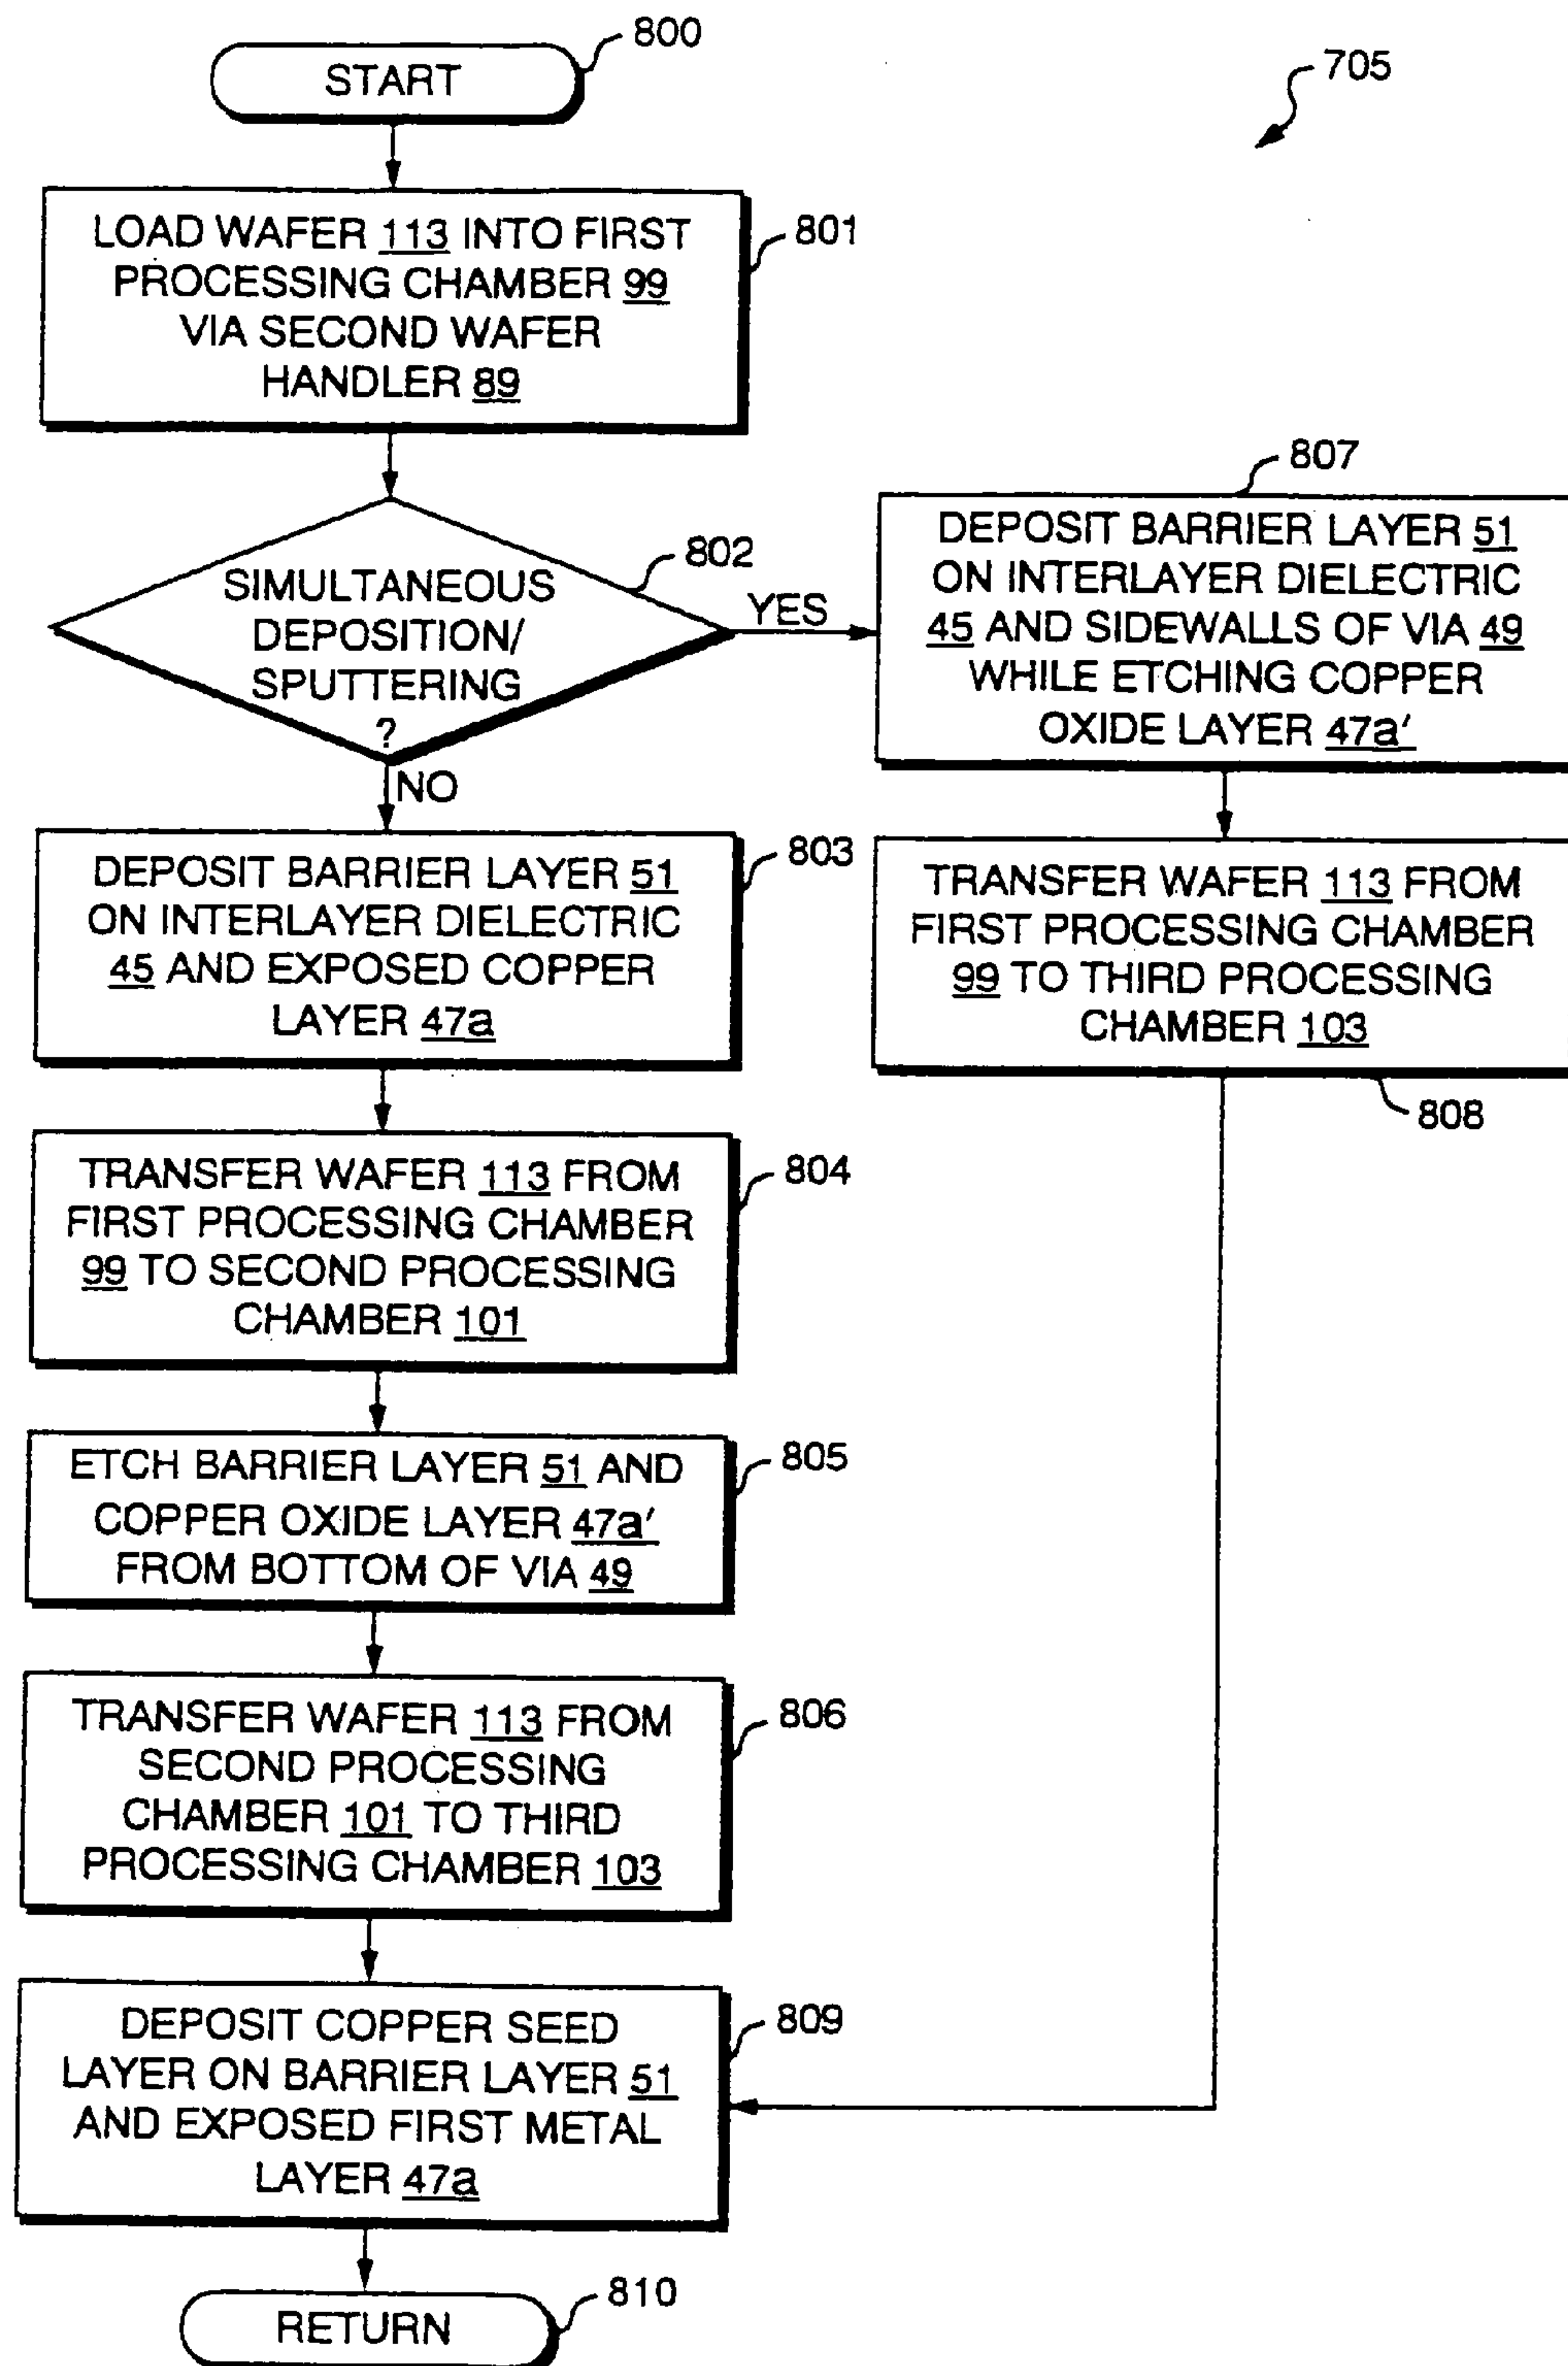 800
START
705
LOAD WAFER 113 INTO FIRST
PROCESSING CHAMBER 99
VIA SECOND WAFER
HANDLER 89
801
SIMULTANEOUS
DEPOSITION/
SPUTTERING
?
802
YES
NO
807
DEPOSIT BARRIER LAYER 51
ON INTERLAYER DIELECTRIC
45 AND SIDEWALLS OF VIA 49
WHILE ETCHING COPPER
OXIDE LAYER 47a'
TRANSFER WAFER 113 FROM
FIRST PROCESSING CHAMBER
99 TO THIRD PROCESSING
CHAMBER 103
808
DEPOSIT BARRIER LAYER 51
ON INTERLAYER DIELECTRIC
45 AND EXPOSED COPPER
LAYER 47a
803
TRANSFER WAFER 113 FROM
FIRST PROCESSING CHAMBER
99 TO SECOND PROCESSING
CHAMBER 101
804
ETCH BARRIER LAYER 51 AND
COPPER OXIDE LAYER 47a'
FROM BOTTOM OF VIA 49
805
TRANSFER WAFER 113 FROM
SECOND PROCESSING
CHAMBER 101 TO THIRD
PROCESSING CHAMBER 103
806
DEPOSIT COPPER SEED
LAYER ON BARRIER LAYER 51
AND EXPOSED FIRST METAL
LAYER 47a
809
RETURN
810